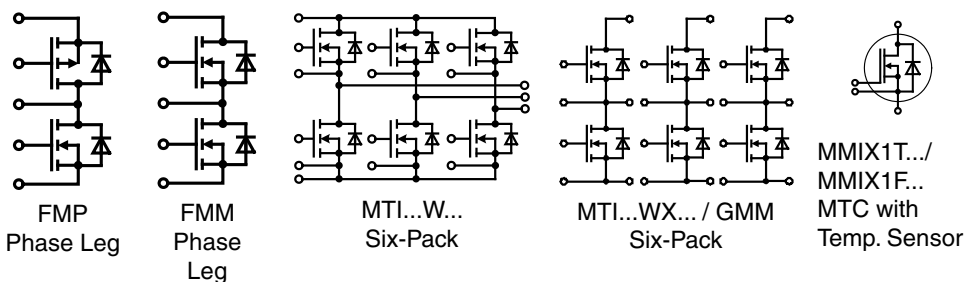 FMP
Phase Leg
FMM
Phase
Leg
MTI...W...
Six-Pack
MTI...WX... / GMM
Six-Pack
MMIX1T.../
MMIX1F...
MTC with
Temp. Sensor